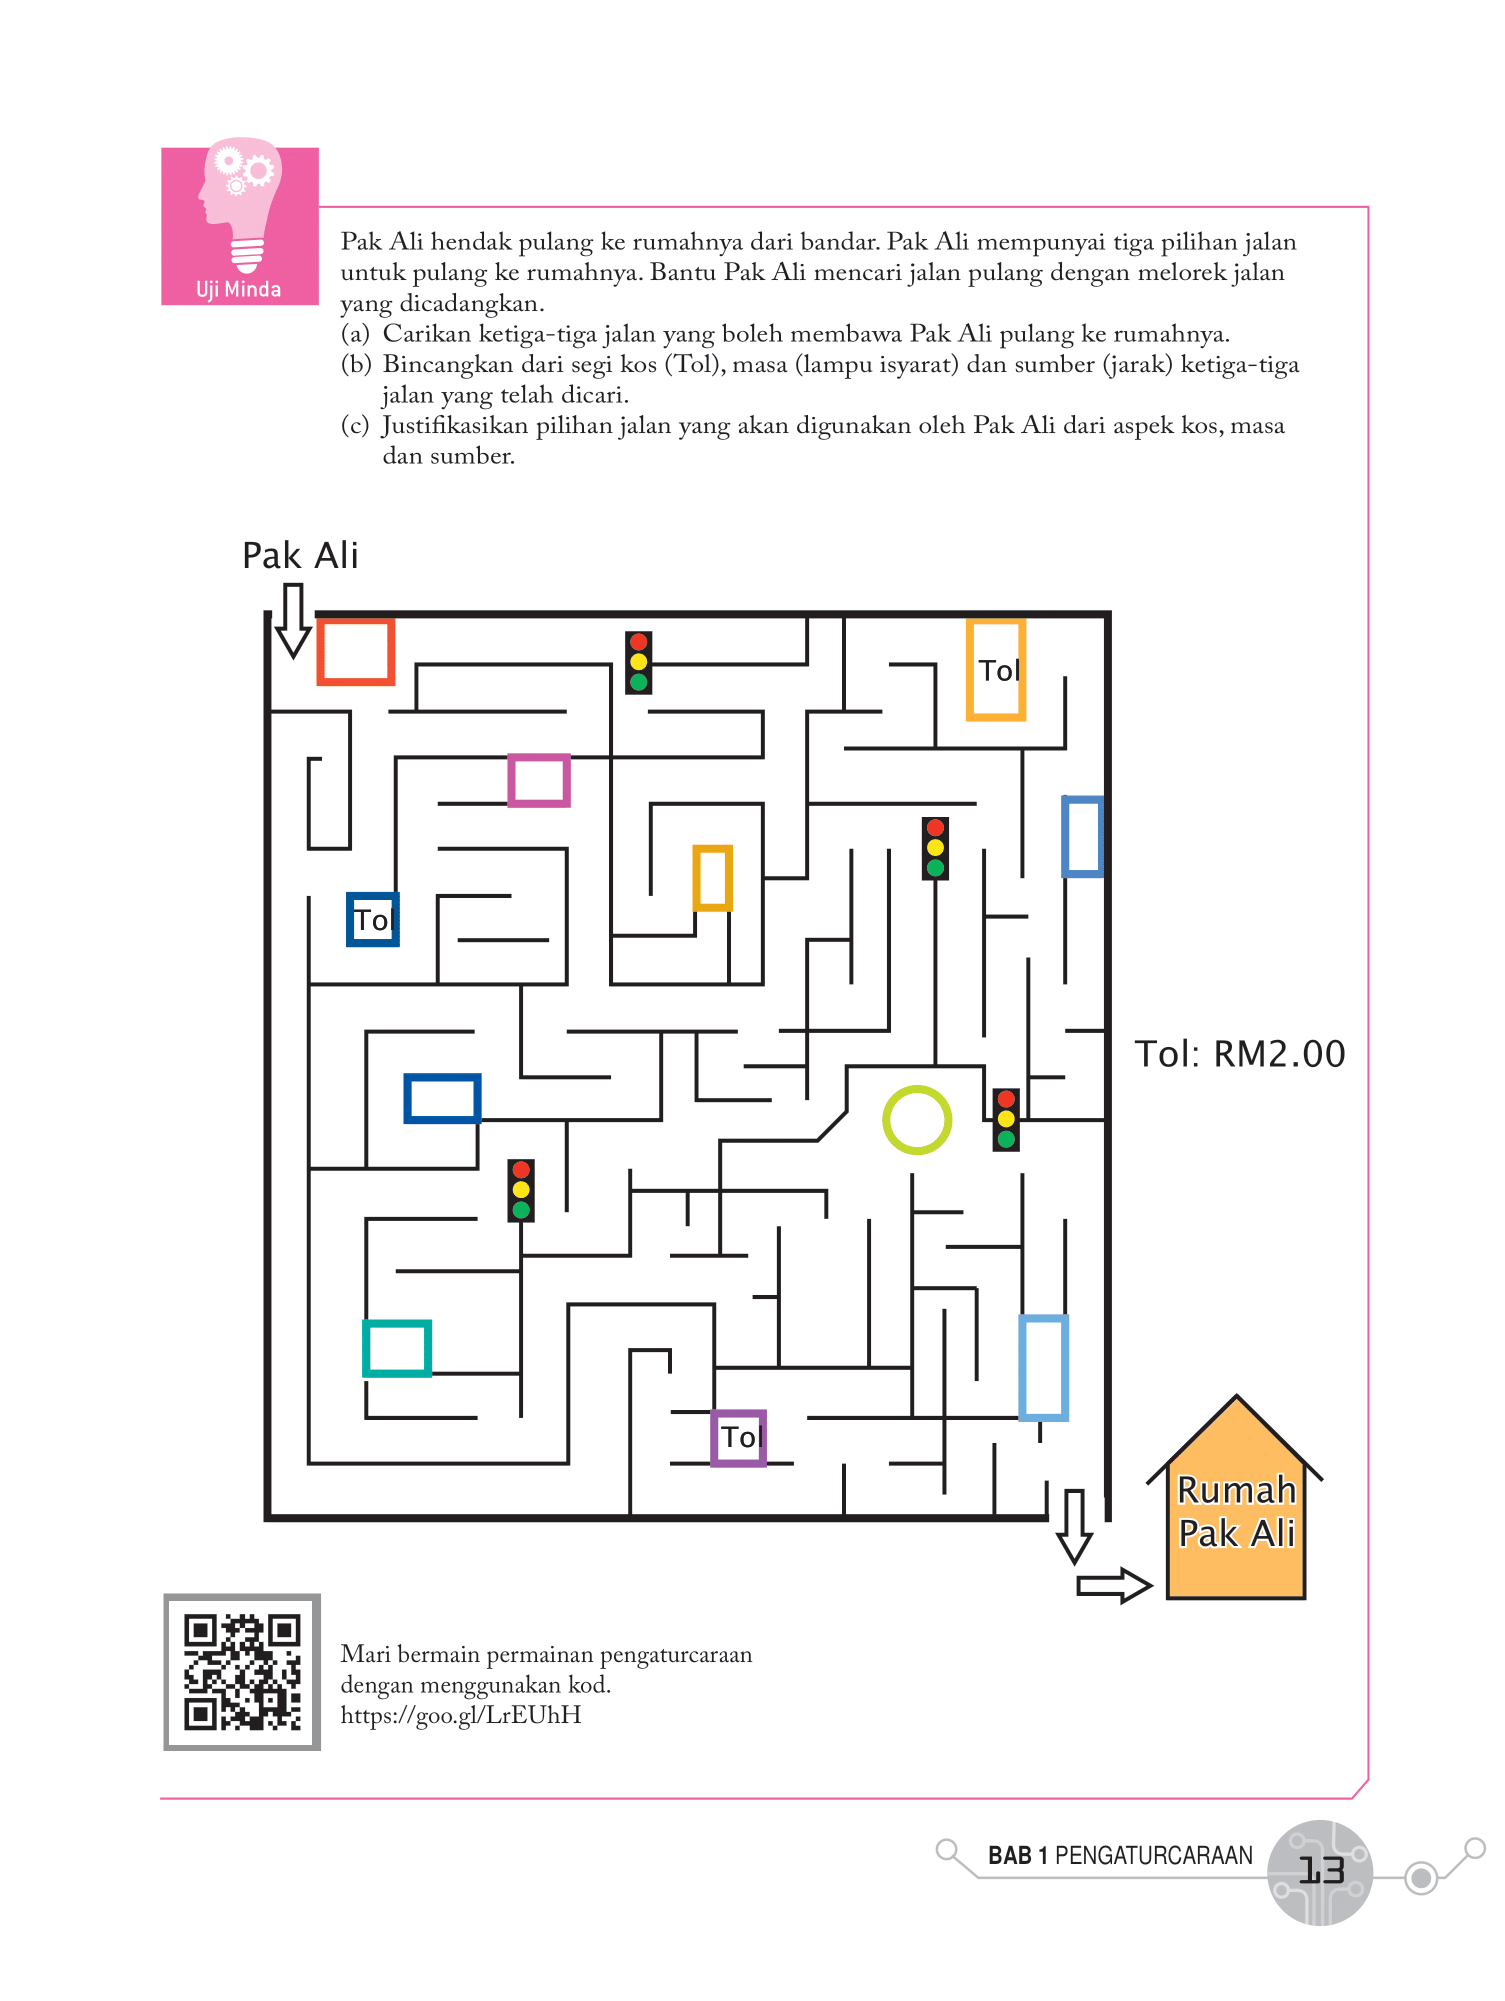 Uji Minda
Pak Ali hendak pulang ke rumahnya dari bandar. Pak Ali mempunyai tiga pilihan jalan
untuk pulang ke rumahnya. Bantu Pak Ali mencari jalan pulang dengan melorek jalan
yang dicadangkan.
(a) Carikan ketiga-tiga jalan yang boleh membawa Pak Ali pulang ke rumahnya.
(b) Bincangkan dari segi kos (Tol), masa (lampu isyarat) dan sumber (jarak) ketiga-tiga
jalan yang telah dicari.
(c) Justifikasikan pilihan jalan yang akan digunakan oleh Pak Ali dari aspek kos, masa
dan sumber.
Pak Ali
Tol
Tol
Tol: RM2.00
Tol
Rumah
Pak Ali
Mari bermain permainan pengaturcaraan
dengan menggunakan kod.
https://goo.gl/LrEUhH
BAB 1 PENGATURCARAAN
13